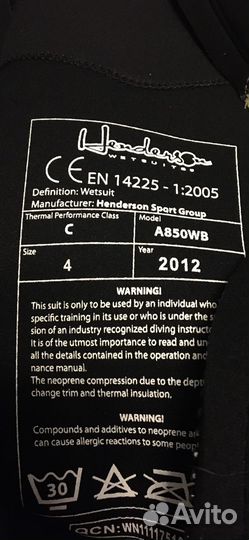 Henderson
WETSUITES
CE EN 14225 - 1:2005
Definition: Wetsuit
Manufacturer: Henderson Sport Group
Thermal Performance Class
Model
C
A850WB
Size
Year
4
2012
WARNING!
This suit is only to be used by an individual who
specific training in its use or who is under the
sion of an industry recognized diving instruct
It is of the utmost importance to read and un
all the details contained in the operation and
nance manual.
The neoprene compression due to the dept
change trim and thermal insulation.
WARNING!
Compounds and additives to neoprene
can cause allergic reactions to some peop
30
QCN: WN1111751
Avito